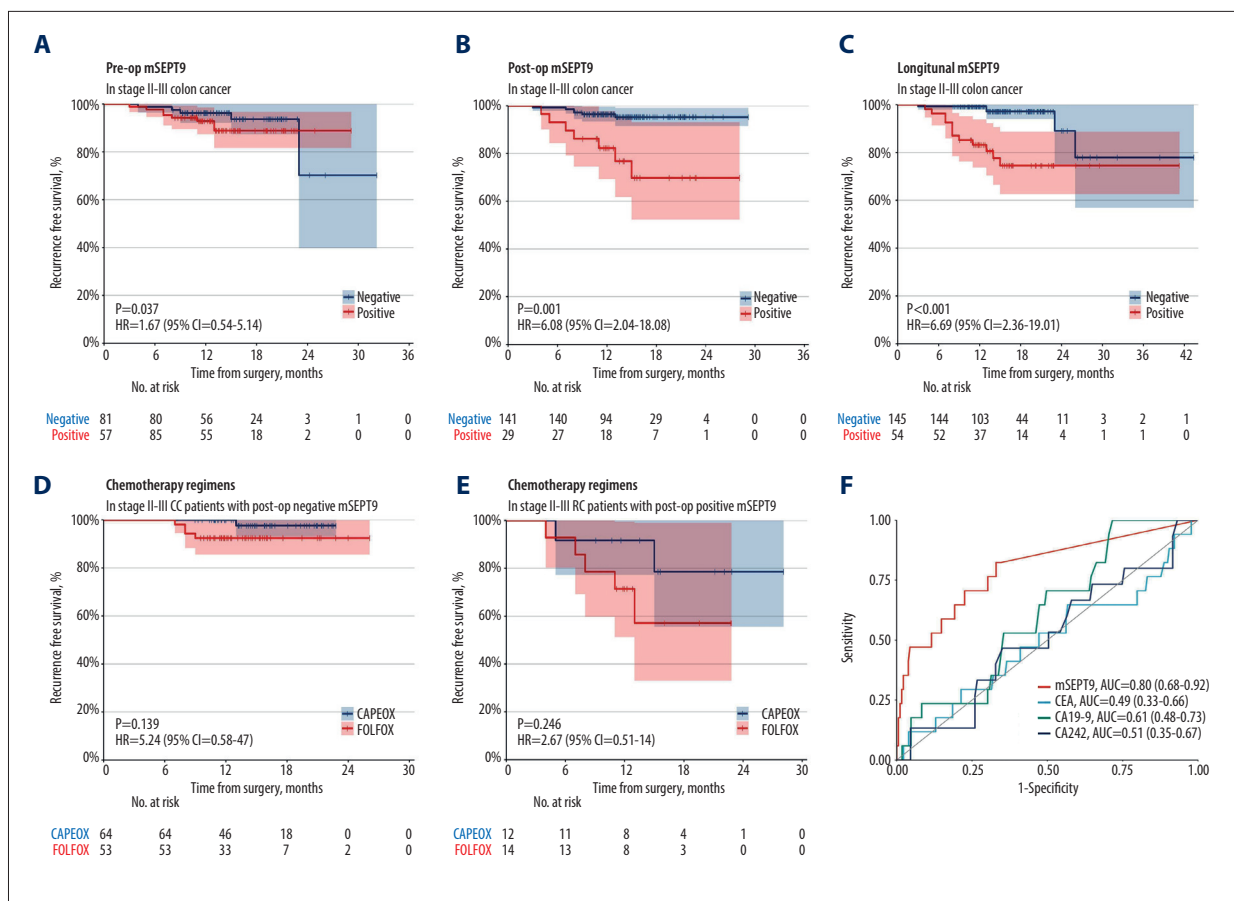 A
Pre-op mSEPT9
In stage II-III colon cancer
Recurrence free survival, %
100%
80%
60%
40%
20%
0%
Negative
Positive
P=0.037
HR=1.67 (95% CI=0.54-5.14)
0 6 12 18 24 30 36
Time from surgery, months
No. at risk
Negative 81 80 56 24 3 1 0
Positive 57 85 55 18 2 0 0
B
Post-op mSEPT9
In stage II-III colon cancer
Recurrence free survival, %
100%
80%
60%
40%
20%
0%
Negative
Positive
P=0.001
HR=6.08 (95% CI=2.04-18.08)
0 6 12 18 24 30 36
Time from surgery, months
No. at risk
Negative 141 140 94 29 4 0 0
Positive 29 27 18 7 1 0 0
C
Longitunal mSEPT9
In stage II-III colon cancer
Recurrence free survival, %
100%
80%
60%
40%
20%
0%
Negative
Positive
P<0.001
HR=6.69 (95% CI=2.36-19.01)
0 6 12 18 24 30 36 42
Time from surgery, months
No. at risk
Negative 145 144 103 44 11 3 2 1
Positive 54 52 37 14 4 1 1 0
D
Chemotherapy regimens
In stage II-III CC patients with post-op negative mSEPT9
Recurrence free survival, %
100%
80%
60%
40%
20%
0%
CAPEOX
FOLFOX
P=0.139
HR=5.24 (95% CI=0.58-47)
0 6 12 18 24 30
Time from surgery, months
No. at risk
CAPEOX 64 64 46 18 0 0
FOLFOX 53 53 33 7 2 0
E
Chemotherapy regimens
In stage II-III RC patients with post-op positive mSEPT9
Recurrence free survival, %
100%
80%
60%
40%
20%
0%
CAPEOX
FOLFOX
P=0.246
HR=2.67 (95% CI=0.51-14)
0 6 12 18 24 30
Time from surgery, months
No. at risk
CAPEOX 12 11 8 4 1 0
FOLFOX 14 13 8 3 0 0
F
Sensitivity
1.00
0.75
0.50
0.25
0.00
mSEPT9, AUC=0.80 (0.68-0.92)
CEA, AUC=0.49 (0.33-0.66)
CA19-9, AUC=0.61 (0.48-0.73)
CA242, AUC=0.51 (0.35-0.67)
0.00 0.25 0.50 0.75 1.00
1-Specificity